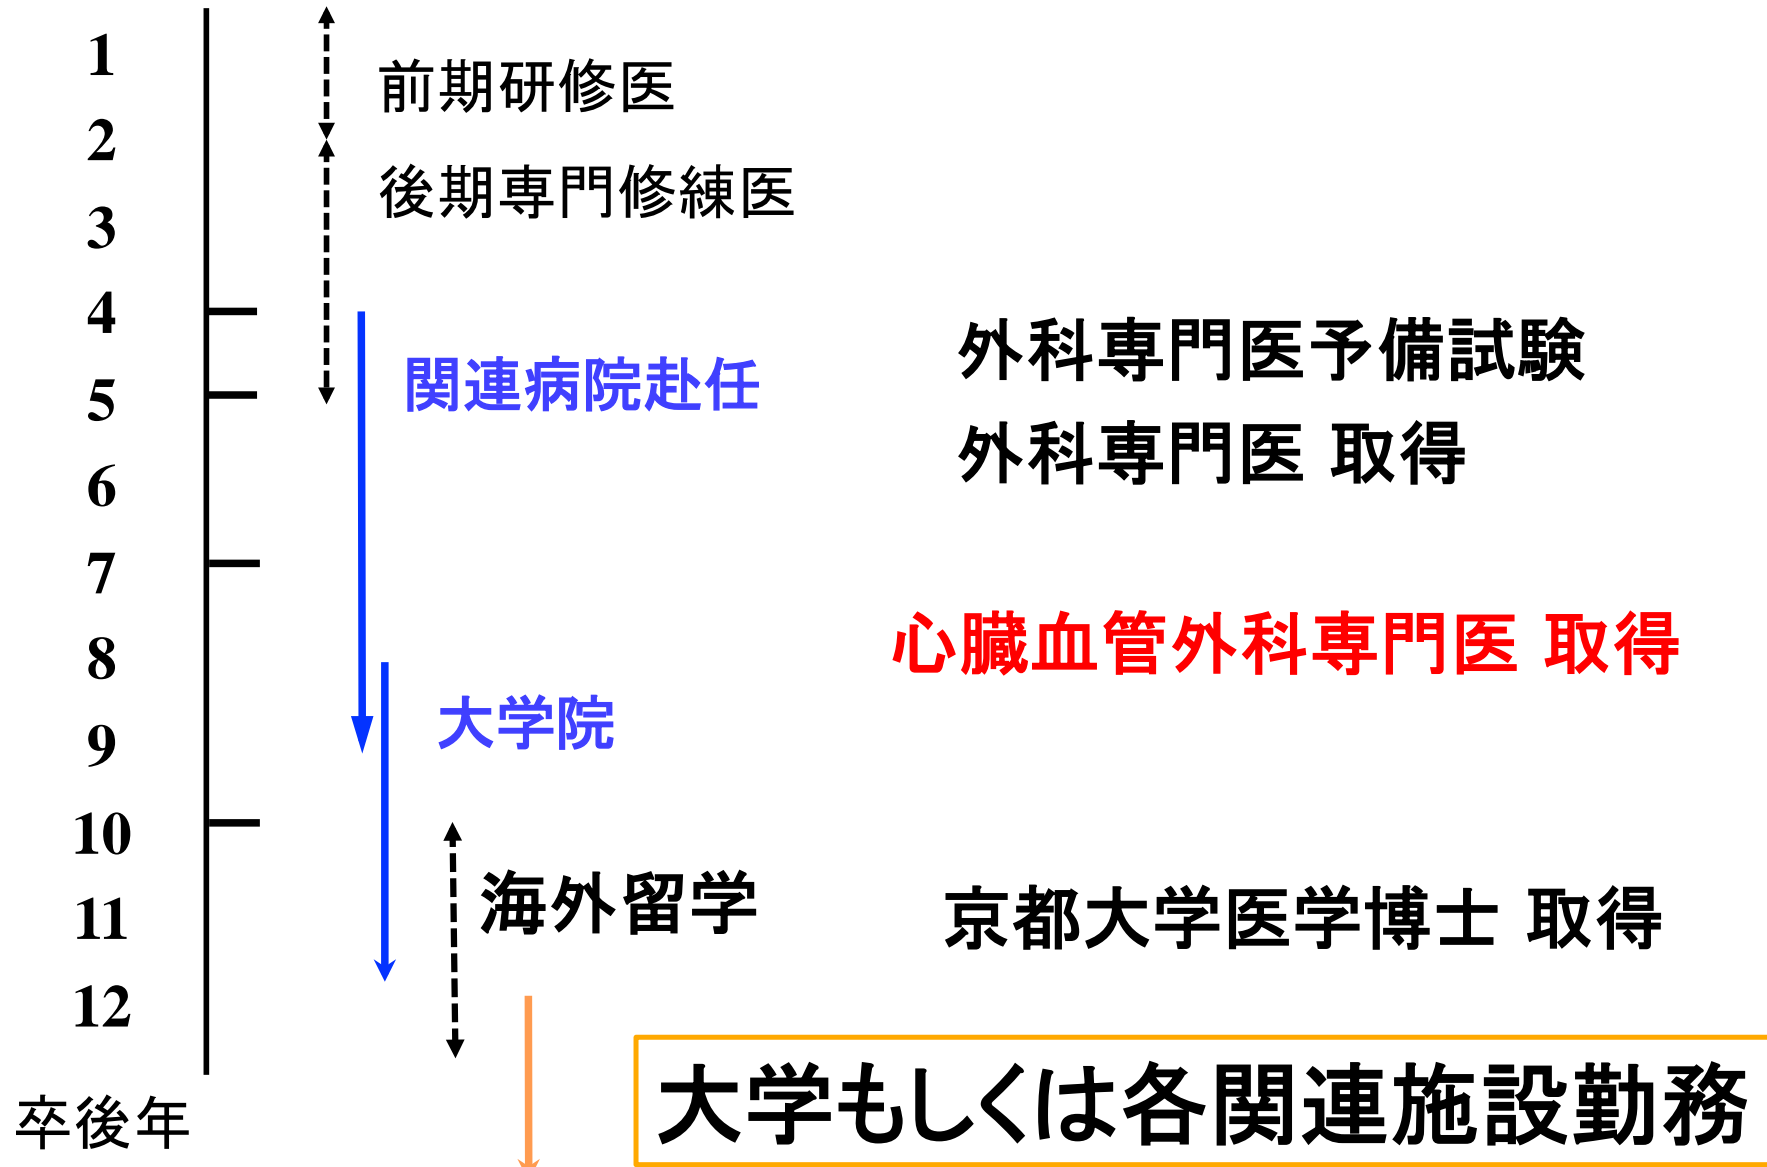 1
前期研修医
2
後期専門修練医
3
4
外科専門医予備試験
関連病院赴任
5
外科専門医 取得
6
7
心臓血管外科専門医 取得
8
大学院
9
10
海外留学
11
京都大学医学博士 取得
12
大学もしくは各関連施設勤務
卒後年